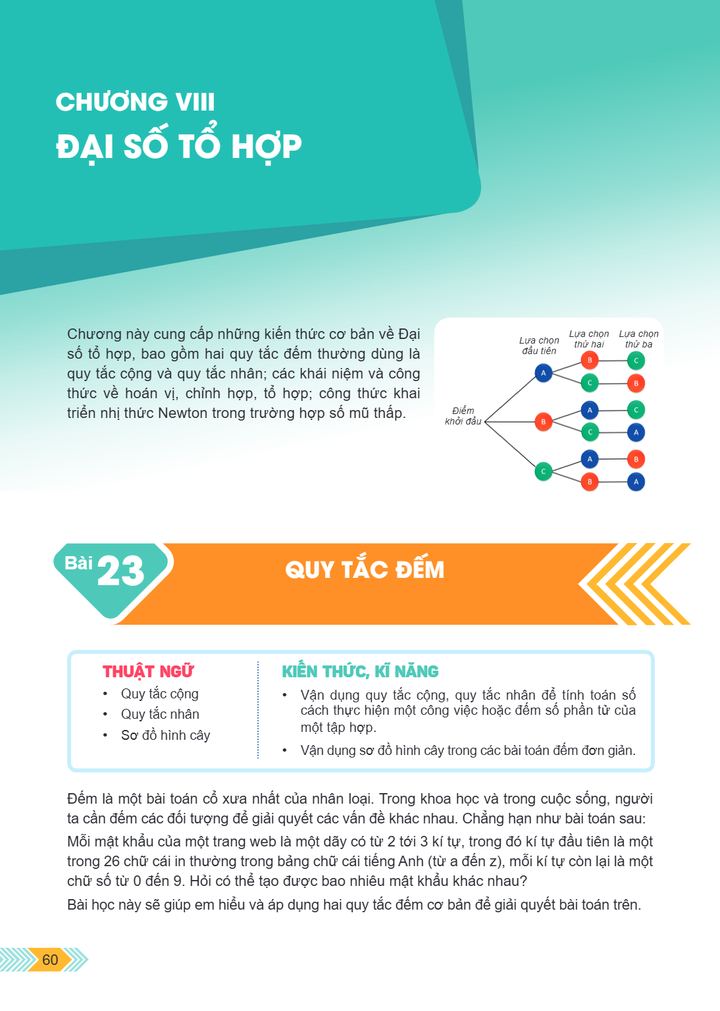 CHƯƠNG VIII
ĐẠI SỐ TỔ HỢP
Chương này cung cấp những kiến thức cơ bản về Đại
số tổ hợp, bao gồm hai quy tắc đếm thường dùng là
quy tắc cộng và quy tắc nhân; các khái niệm và công
thức về hoán vị, chỉnh hợp, tổ hợp; công thức khai
triển nhị thức Newton trong trường hợp số mũ thấp.
Lựa chọn
đầu tiên
Lựa chọn
thứ hai
Lựa chọn
thứ ba
Điểm
khởi đầu
A
B
C
C
B
B
A
C
C
A
C
A
B
B
A
Bài 23
QUY TẮC ĐẾM
THUẬT NGỮ
• Quy tắc cộng
• Quy tắc nhân
• Sơ đồ hình cây
KIẾN THỨC, KĨ NĂNG
• Vận dụng quy tắc cộng, quy tắc nhân để tính toán số
cách thực hiện một công việc hoặc đếm số phần tử của
một tập hợp.
• Vận dụng sơ đồ hình cây trong các bài toán đếm đơn giản.
Đếm là một bài toán cổ xưa nhất của nhân loại. Trong khoa học và trong cuộc sống, người
ta cần đếm các đối tượng để giải quyết các vấn đề khác nhau. Chẳng hạn như bài toán sau:
Mỗi mật khẩu của một trang web là một dãy có từ 2 tới 3 kí tự, trong đó kí tự đầu tiên là một
trong 26 chữ cái in thường trong bảng chữ cái tiếng Anh (từ a đến z), mỗi kí tự còn lại là một
chữ số từ 0 đến 9. Hỏi có thể tạo được bao nhiêu mật khẩu khác nhau?
Bài học này sẽ giúp em hiểu và áp dụng hai quy tắc đếm cơ bản để giải quyết bài toán trên.
60